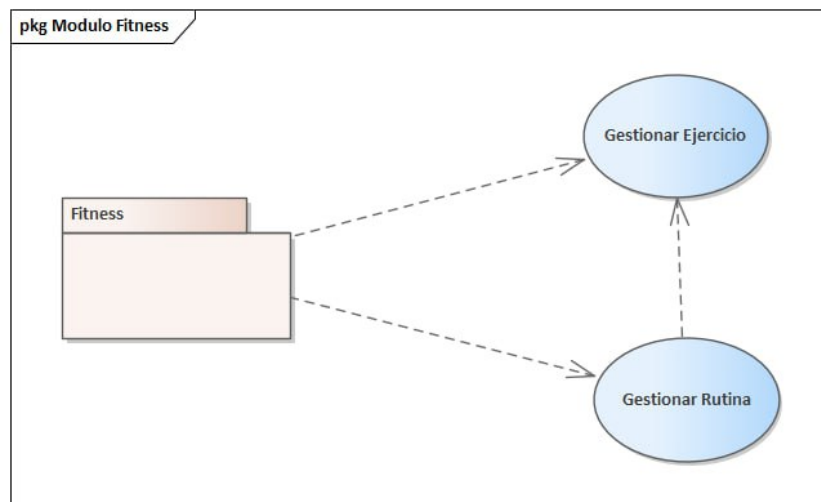 pkg Modulo Fitness
Gestionar Ejercicio
Fitness
Gestionar Rutina